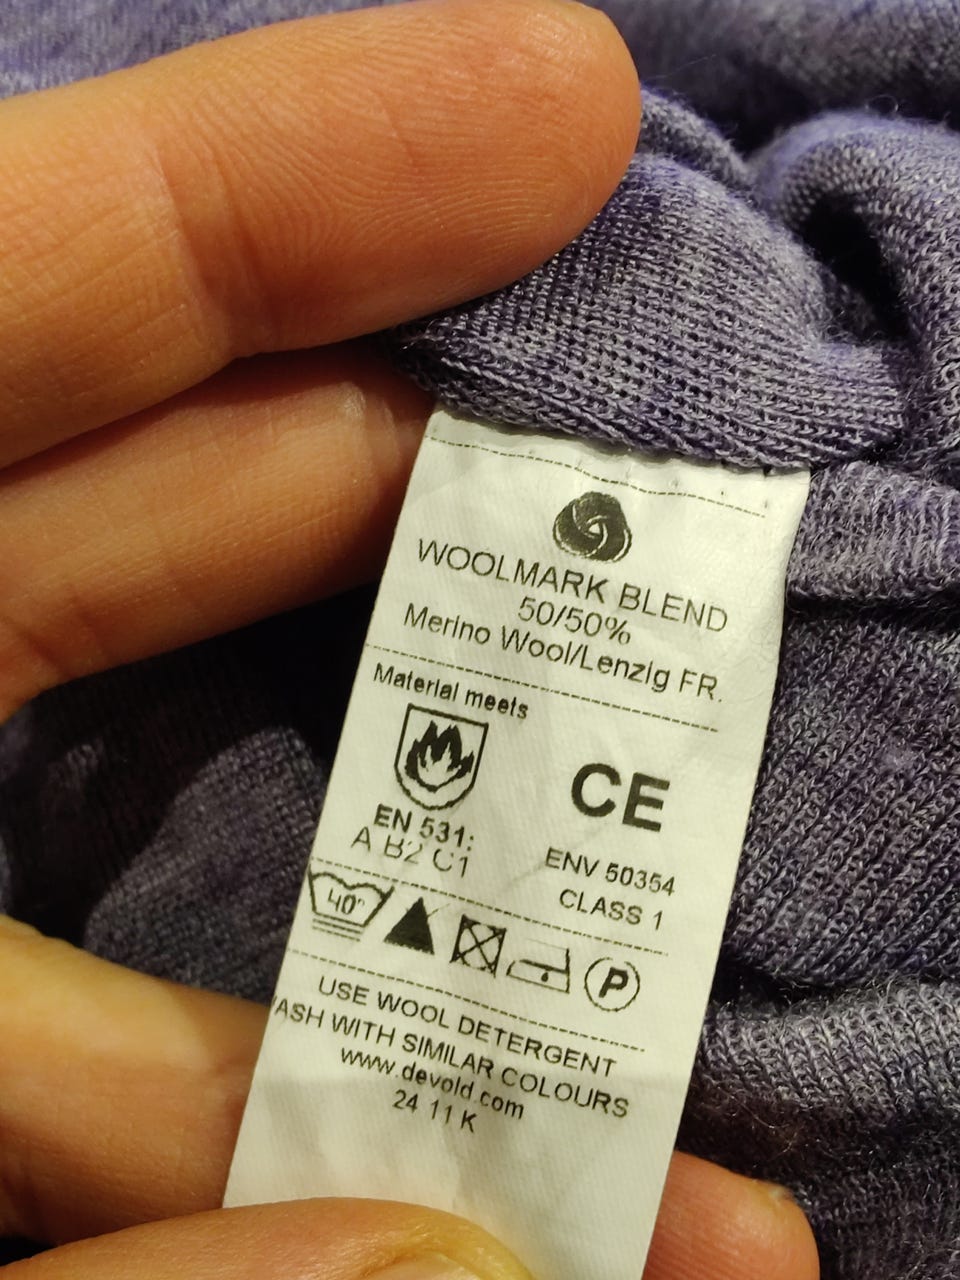 WOOLMARK BLEND
50/50%
Merino Wool/Lenzig FR.
Material meets
CE
EN 531:
A B2 C1
ENV 50354
CLASS 1
40°
P
USE WOOL DETERGENT
ASH WITH SIMILAR COLOURS
www.devold.com
24 11 K